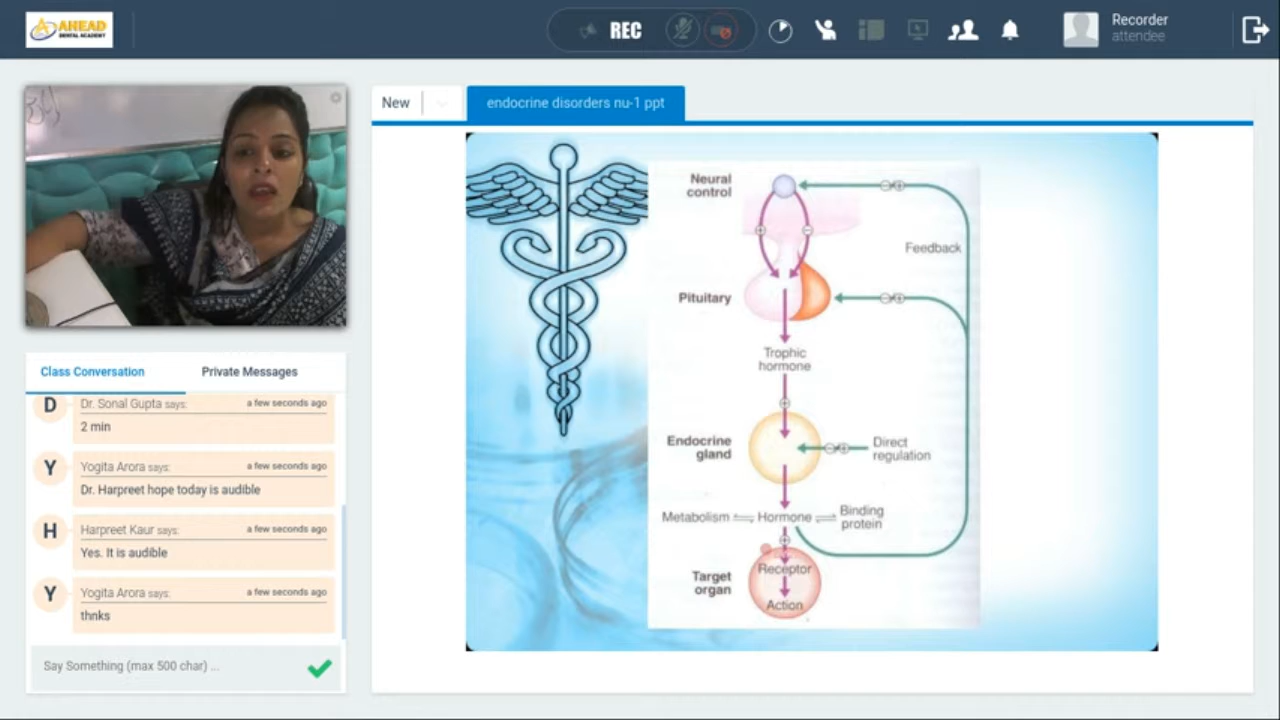 AHEAD
DENTAL ACADEMY
REC
Recorder
attendee
New
endocrine disorders nu-1 ppt
Class Conversation
Private Messages
D
Dr. Sonal Gupta says:
a few seconds ago
2 min
Y
Yogita Arora says:
a few seconds ago
Dr. Harpreet hope today is audible
H
Harpreet Kaur says:
a few seconds ago
Yes. It is audible
Y
Yogita Arora says:
a few seconds ago
thnks
Say Something (max 500 char) ...
Neural
control
Feedback
Pituitary
Trophic
hormone
Endocrine
gland
Direct
regulation
Metabolism
Hormone
Binding
protein
Target
organ
Receptor
Action